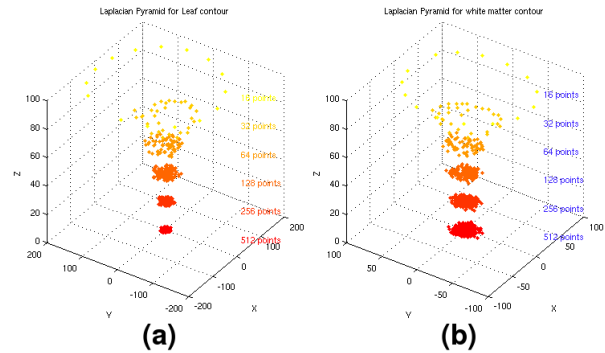 Laplacian Pyramid for Leaf contour
16 points
32 points
64 points
128 points
256 points
512 points
100
80
60
40
20
0
Z
200
100
0
-100
-200
Y
-200
-100
0
100
200
X
(a)
Laplacian Pyramid for white matter contour
16 points
32 points
64 points
128 points
256 points
512 points
100
80
60
40
20
0
Z
100
50
0
-50
-100
Y
-100
-50
0
50
100
X
(b)